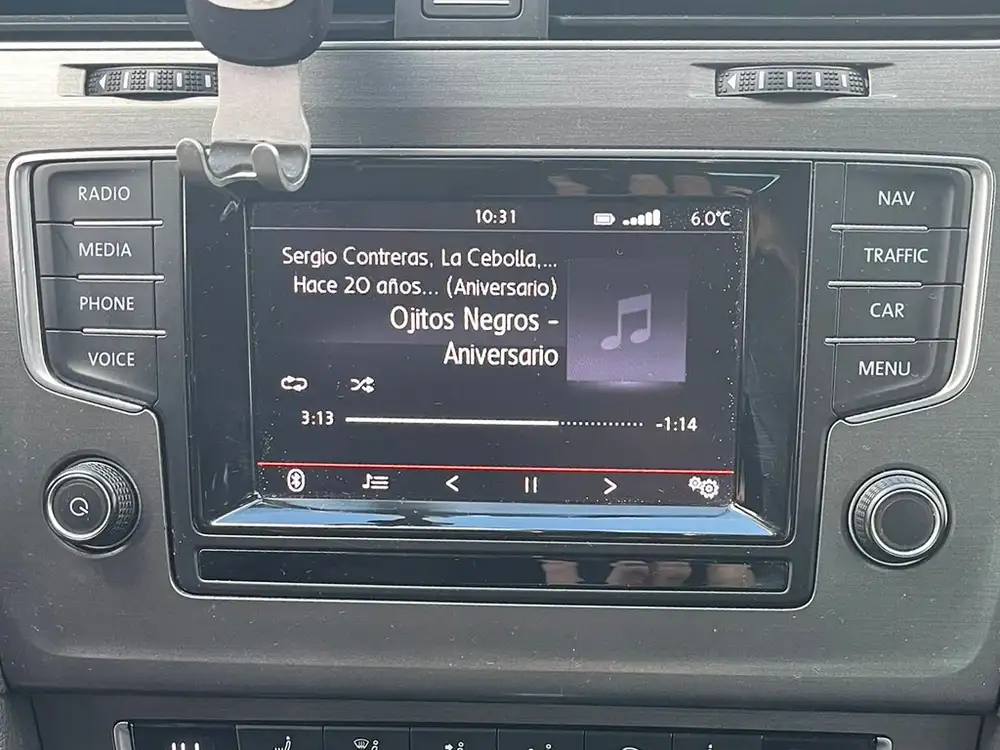 RADIO
MEDIA
PHONE
VOICE
10:31
6.0°C
Sergio Contreras, La Cebolla,...
Hace 20 años... (Aniversario)
Ojitos Negros -
Aniversario
3:13
-1:14
NAV
TRAFFIC
CAR
MENU